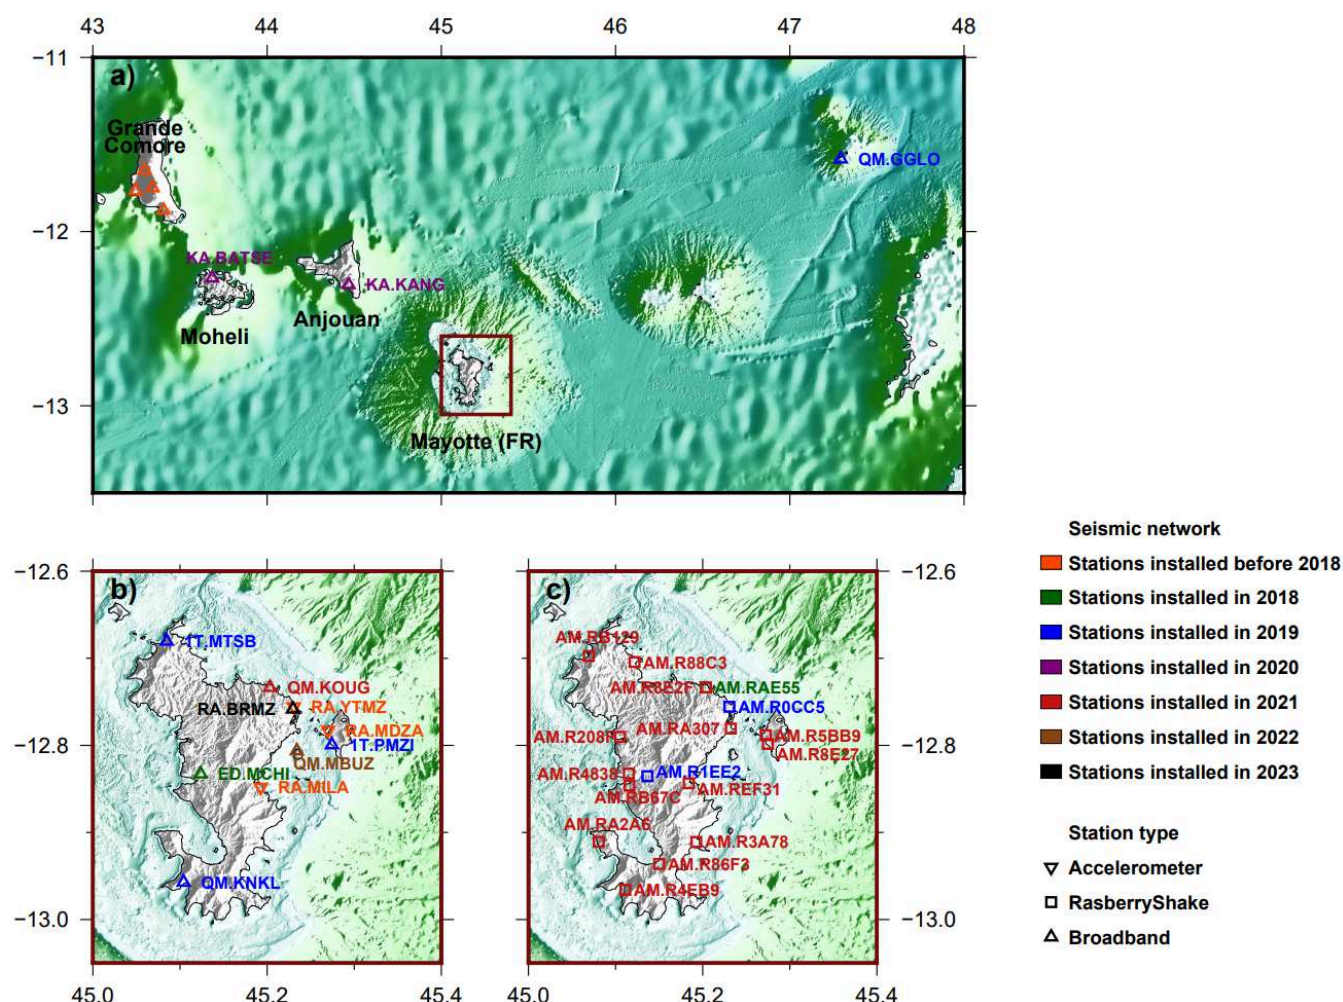 43 44 45 46 47 48
−11
a)
Grande
Comore
QM.GGLO
−12
KA.BATSE
KA.KANG
Anjouan
Moheli
−13
Mayotte (FR)
Seismic network
Stations installed before 2018
Stations installed in 2018
Stations installed in 2019
Stations installed in 2020
Stations installed in 2021
Stations installed in 2022
Stations installed in 2023
Station type
Accelerometer
RasberryShake
Broadband
−12.6
b)
1T.MTSB
QM.KOUG
RA.BRMZ
RA.YTMZ
RA.MDZA
−12.8
1T.PMZI
QM.MBUZ
ED.MCHI
RA.MILA
QM.KNKL
−13.0
45.0 45.2 45.4
c)
−12.6
AM.RB129
AM.R88C3
AM.R8E2F
AM.RAE55
AM.R0CC5
AM.RA307
AM.R208F
AM.R5BB9
−12.8
AM.R8E27
AM.R4838
AM.R1EE2
AM.RB67C
AM.REF31
AM.RA2A6
AM.R3A78
AM.R86F3
AM.R4EB9
−13.0
45.0 45.2 45.4